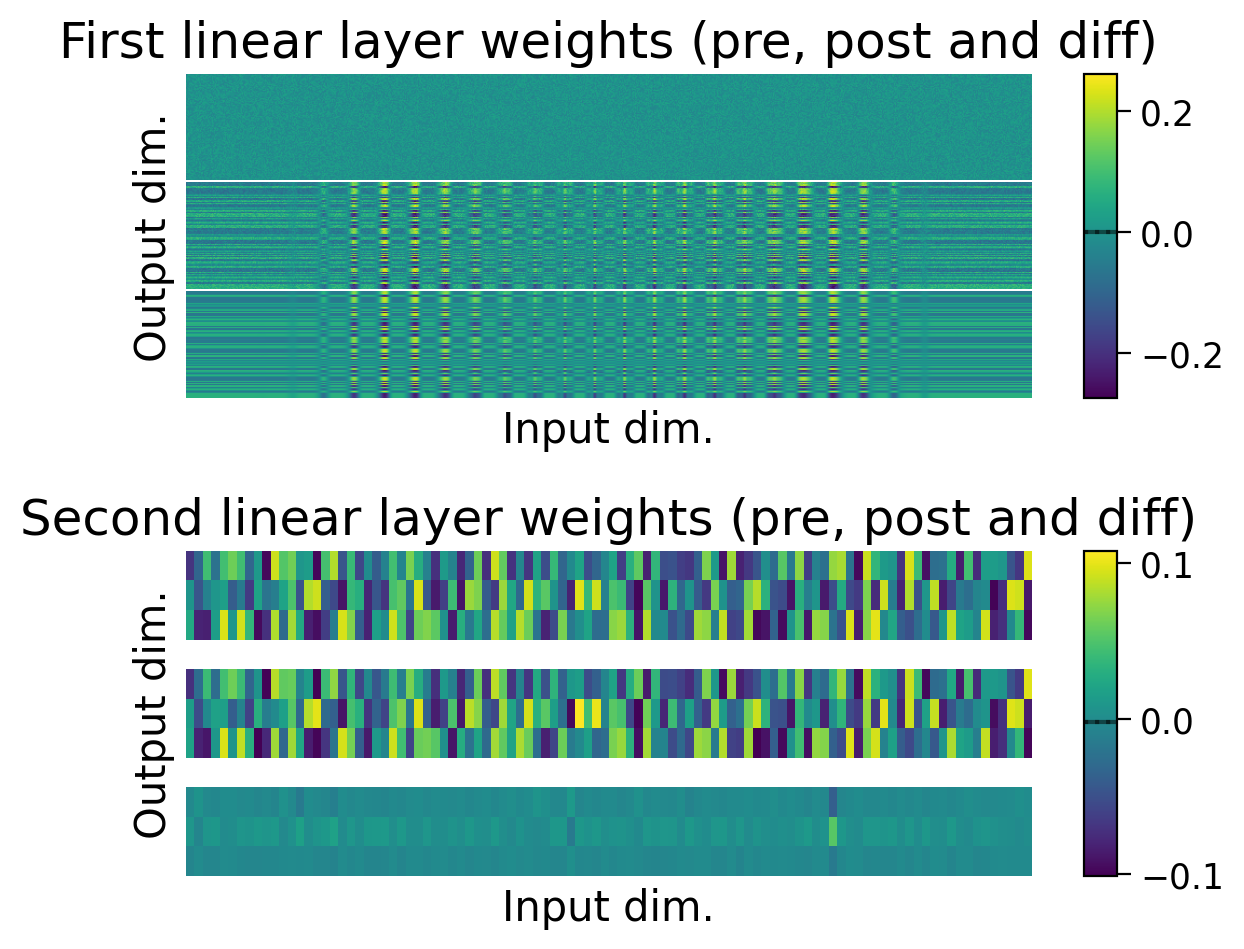 First linear layer weights (pre, post and diff)
Output dim.
0.2
0.0
−0.2
Input dim.
Second linear layer weights (pre, post and diff)
Output dim.
0.1
0.0
−0.1
Input dim.